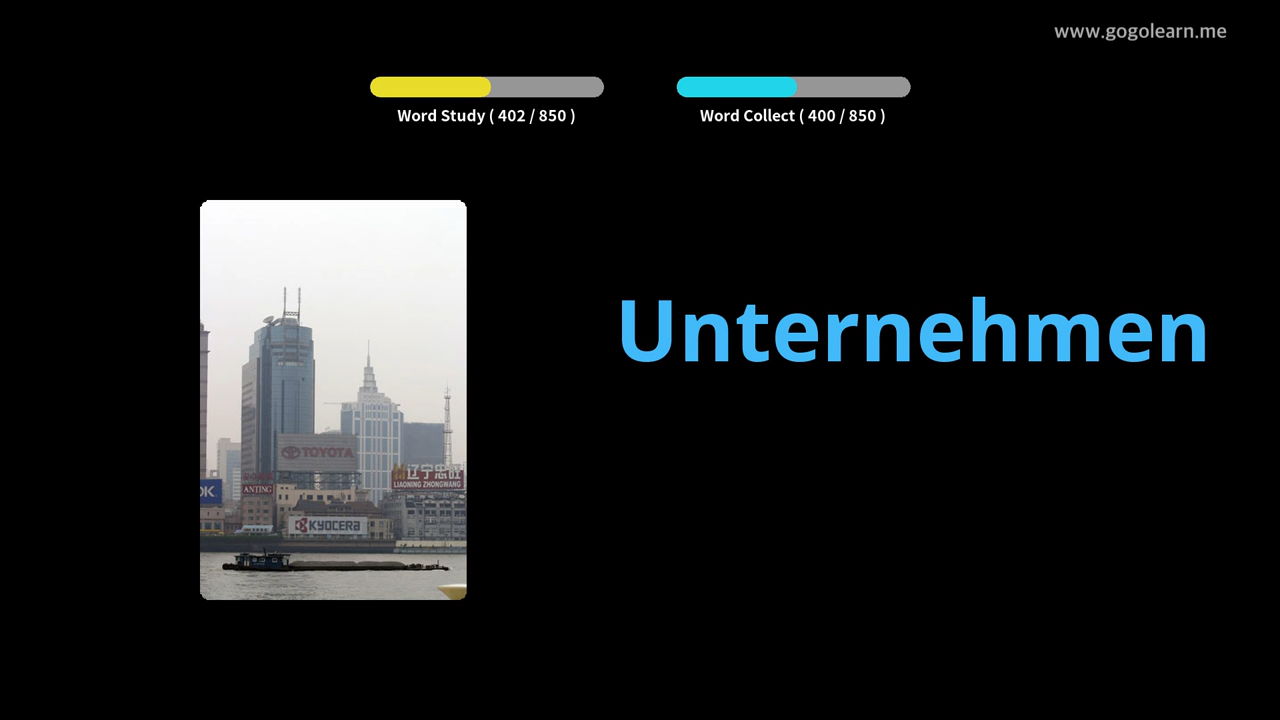 www.gogolearn.me
Word Study ( 402 / 850 )
Word Collect ( 400 / 850 )
Unternehmen
TOYOTA
辽宁忠旺
LIAONING ZHONGWANG
OK
ANTING
KYOCERA